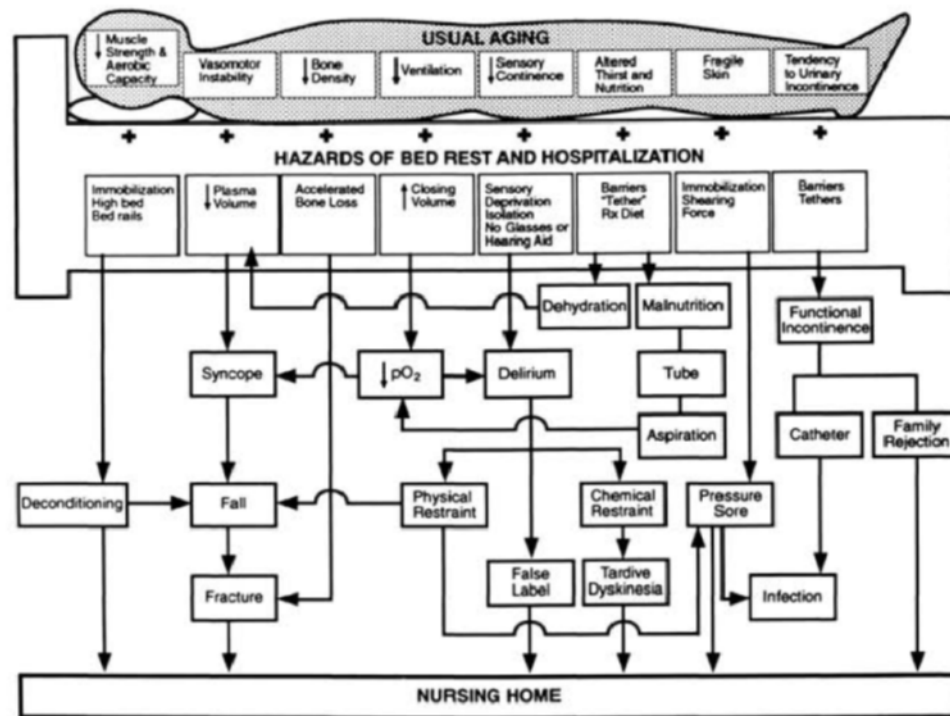 USUAL AGING
↓ Muscle
Strength &
Aerobic
Capacity
Vasomotor
Instability
↓ Bone
Density
↓ Ventilation
↓ Sensory
Continence
Altered
Thirst and
Nutrition
Fragile
Skin
Tendency
to Urinary
Incontinence
+ + + + + + + +
HAZARDS OF BED REST AND HOSPITALIZATION
Immobilization
High bed
Bed rails
↓ Plasma
Volume
Accelerated
Bone Loss
↑ Closing
Volume
Sensory
Deprivation
Isolation
No Glasses or
Hearing Aid
Barriers
"Tether"
Rx Diet
Immobilization
Shearing
Force
Barriers
Tethers
Dehydration
Malnutrition
Functional
Incontinence
Syncope
↓ pO₂
Delirium
Tube
Aspiration
Catheter
Family
Rejection
Deconditioning
Fall
Physical
Restraint
Chemical
Restraint
Pressure
Sore
Fracture
False
Label
Tardive
Dyskinesia
Infection
NURSING HOME